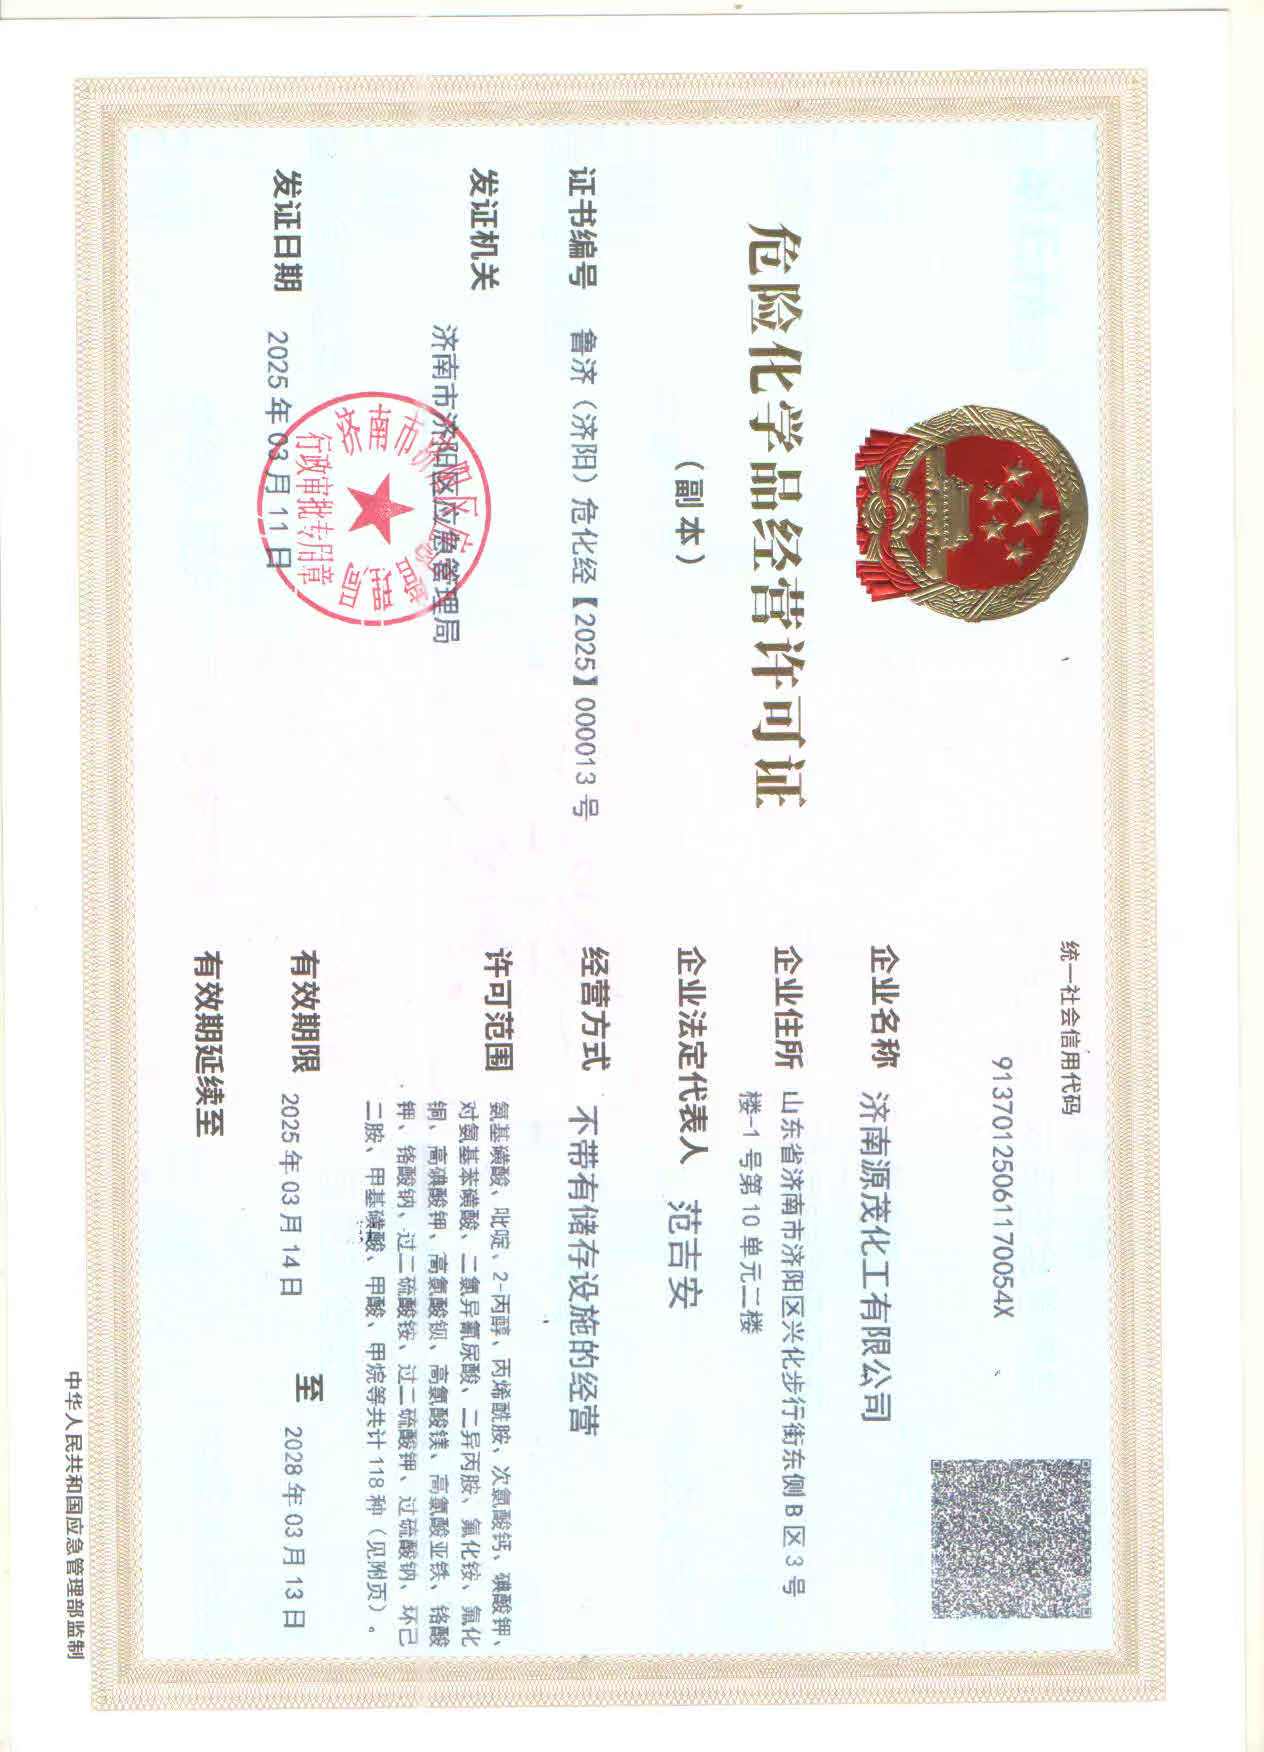 危险化学品经营许可证
（副本）
证书编号 鲁济（济阳）危化经【2025】000013号
发证机关
济南市济阳区应急管理局
发证日期 2025年03月11日
济南市济阳区应急管理局
行政审批专用章
统一社会信用代码
91370125061170054X
企业名称 济南源茂化工有限公司
企业住所 山东省济南市济阳区兴化步行街东侧B区3号
楼-1号第10单元二楼
企业法定代表人 范吉安
经营方式 不带有储存设施的经营
许可范围 氨基磺酸、吡啶、2-丙醇、丙烯酰胺、次氯酸钙、碘酸钾、
对氨基苯磺酸、二氯异氰尿酸、二异丙胺、氟化铵、氟化
铜、高碘酸钾、高氯酸钡、高氯酸镁、高氯酸亚铁、铬酸
钾、铬酸钠、过二硫酸铵、过二硫酸钾、过硫酸钠、环己
二胺、甲基磺酸、甲酸、甲烷等共计118种（见附页）。
有效期限 2025年03月14日 至 2028年03月13日
有效期延续至
中华人民共和国应急管理部监制